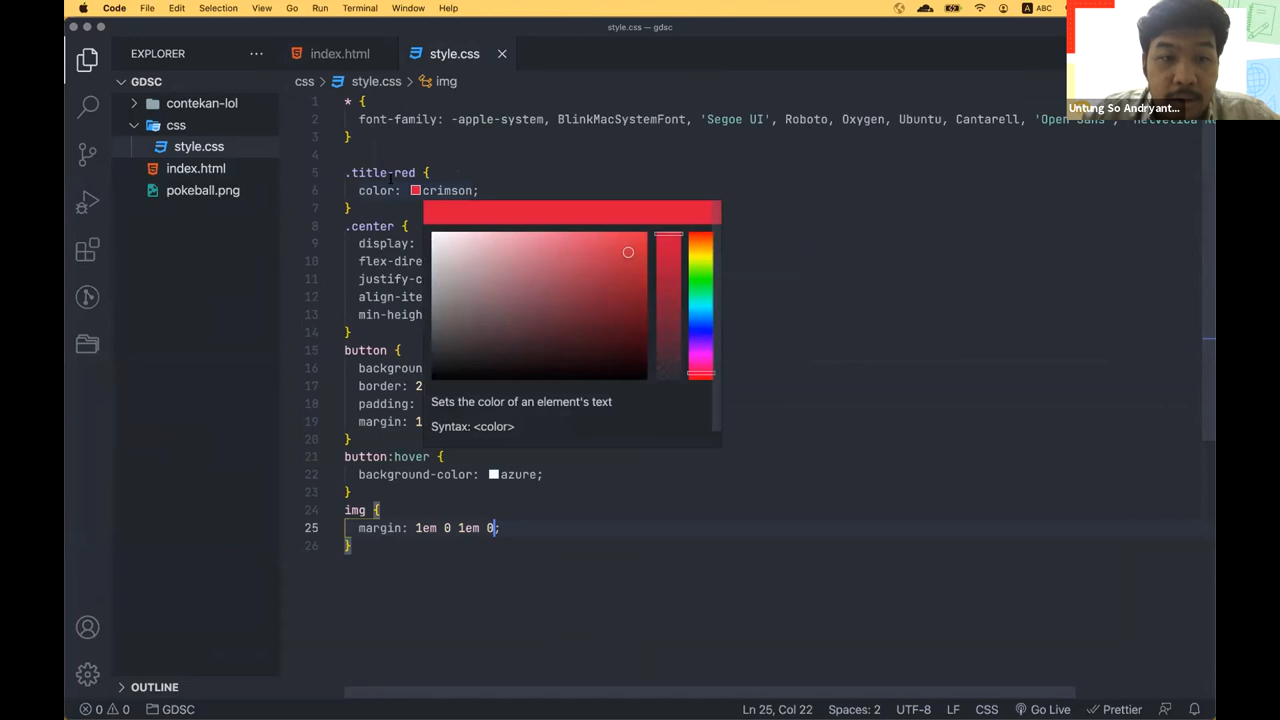 Code File Edit Selection View Go Run Terminal Window Help ABC
style.css — gdsc
Untung So Andryant...
EXPLORER
index.html
style.css
GDSC
contekan-lol
css
style.css
index.html
pokeball.png
css > style.css > img
1 * {
2 font-family: -apple-system, BlinkMacSystemFont, 'Segoe UI', Roboto, Oxygen, Ubuntu, Cantarell, 'Open Sans', 'Helvetica N
3 }
4
5 .title-red {
6 color: crimson;
7 }
8 .center {
9 display:
10 flex-dire
11 justify-c
12 align-ite
13 min-heigh
14 }
15 button {
16 backgroun
17 border: 2
18 padding:
19 margin: 1
20 }
21 button:hover {
22 background-color: azure;
23 }
24 img {
25 margin: 1em 0 1em 0;
26 }
Sets the color of an element's text
Syntax: <color>
OUTLINE
0 0 GDSC Ln 25, Col 22 Spaces: 2 UTF-8 LF CSS Go Live Prettier